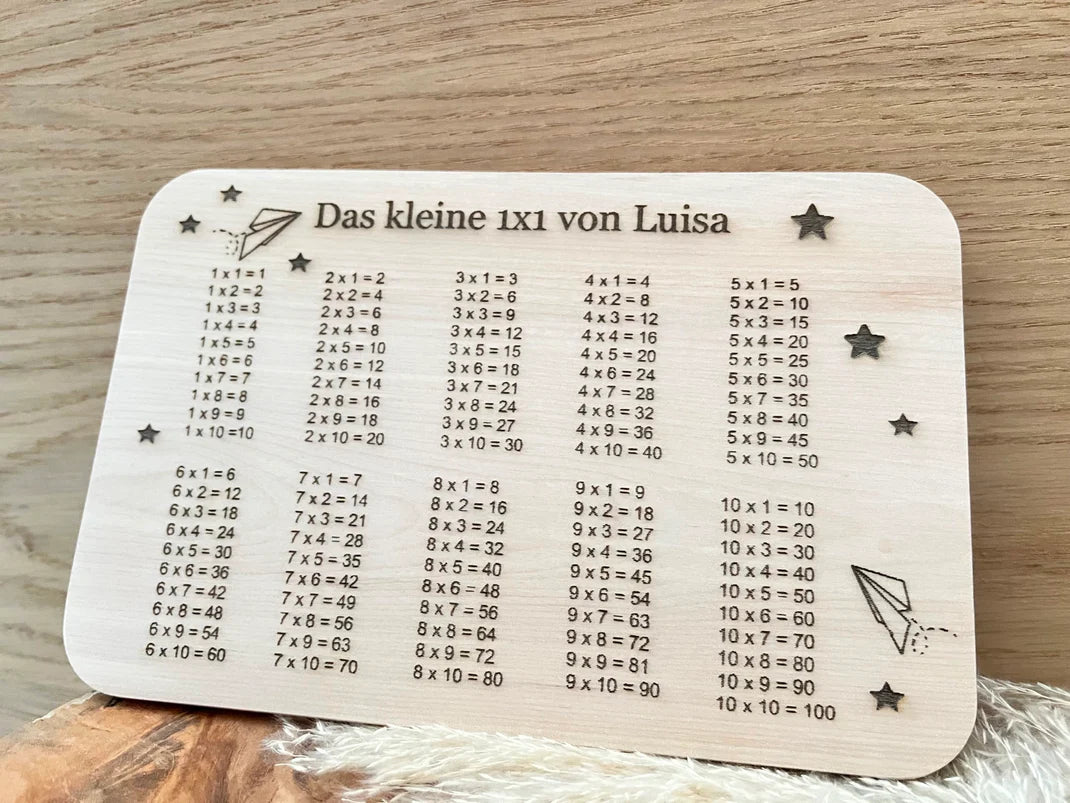 Das kleine 1x1 von Luisa
1 x 1 = 1
1 x 2 = 2
1 x 3 = 3
1 x 4 = 4
1 x 5 = 5
1 x 6 = 6
1 x 7 = 7
1 x 8 = 8
1 x 9 = 9
1 x 10 =10
2 x 1 = 2
2 x 2 = 4
2 x 3 = 6
2 x 4 = 8
2 x 5 = 10
2 x 6 = 12
2 x 7 = 14
2 x 8 = 16
2 x 9 = 18
2 x 10 = 20
3 x 1 = 3
3 x 2 = 6
3 x 3 = 9
3 x 4 = 12
3 x 5 = 15
3 x 6 = 18
3 x 7 = 21
3 x 8 = 24
3 x 9 = 27
3 x 10 = 30
4 x 1 = 4
4 x 2 = 8
4 x 3 = 12
4 x 4 = 16
4 x 5 = 20
4 x 6 = 24
4 x 7 = 28
4 x 8 = 32
4 x 9 = 36
4 x 10 = 40
5 x 1 = 5
5 x 2 = 10
5 x 3 = 15
5 x 4 = 20
5 x 5 = 25
5 x 6 = 30
5 x 7 = 35
5 x 8 = 40
5 x 9 = 45
5 x 10 = 50
6 x 1 = 6
6 x 2 = 12
6 x 3 = 18
6 x 4 = 24
6 x 5 = 30
6 x 6 = 36
6 x 7 = 42
6 x 8 = 48
6 x 9 = 54
6 x 10 = 60
7 x 1 = 7
7 x 2 = 14
7 x 3 = 21
7 x 4 = 28
7 x 5 = 35
7 x 6 = 42
7 x 7 = 49
7 x 8 = 56
7 x 9 = 63
7 x 10 = 70
8 x 1 = 8
8 x 2 = 16
8 x 3 = 24
8 x 4 = 32
8 x 5 = 40
8 x 6 = 48
8 x 7 = 56
8 x 8 = 64
8 x 9 = 72
8 x 10 = 80
9 x 1 = 9
9 x 2 = 18
9 x 3 = 27
9 x 4 = 36
9 x 5 = 45
9 x 6 = 54
9 x 7 = 63
9 x 8 = 72
9 x 9 = 81
9 x 10 = 90
10 x 1 = 10
10 x 2 = 20
10 x 3 = 30
10 x 4 = 40
10 x 5 = 50
10 x 6 = 60
10 x 7 = 70
10 x 8 = 80
10 x 9 = 90
10 x 10 = 100